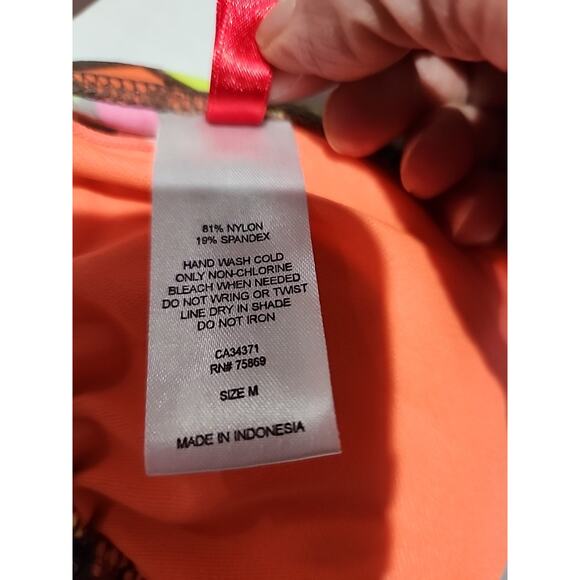 81% NYLON
19% SPANDEX
HAND WASH COLD
ONLY NON-CHLORINE
BLEACH WHEN NEEDED
DO NOT WRING OR TWIST
LINE DRY IN SHADE
DO NOT IRON
CA34371
RN# 75869
SIZE M
MADE IN INDONESIA